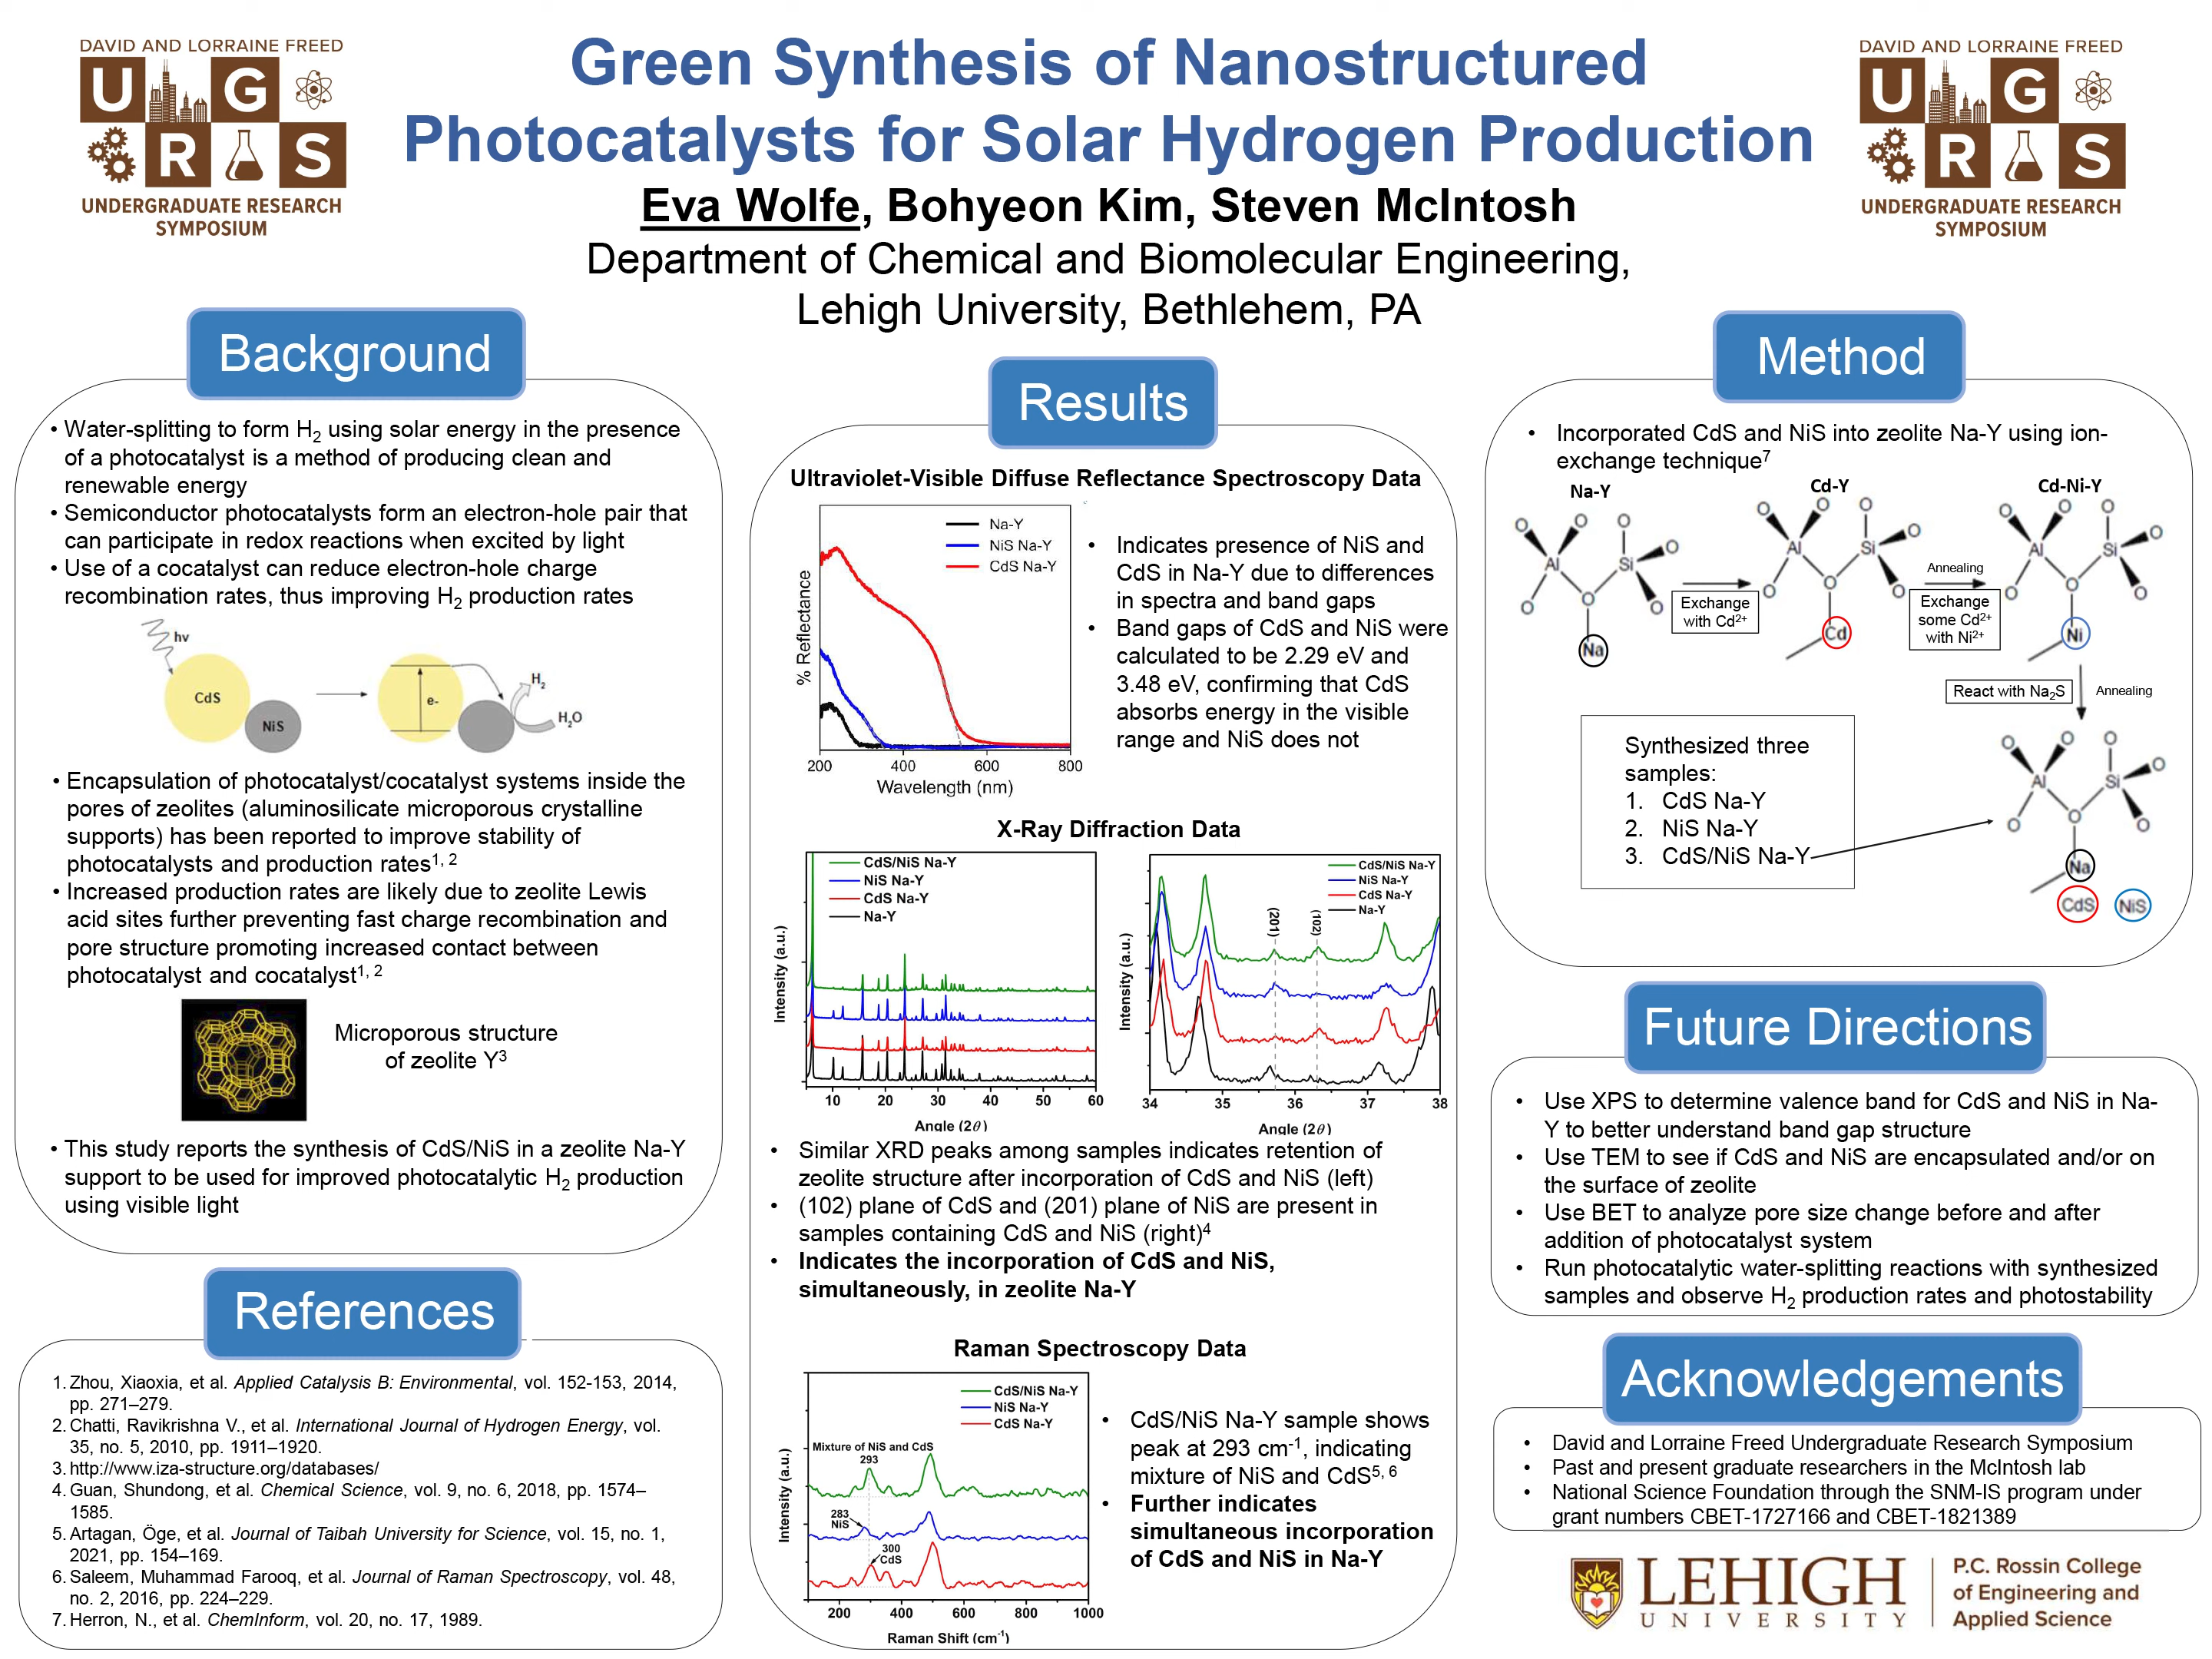 DAVID AND LORRAINE FREED
U G
R S
UNDERGRADUATE RESEARCH
SYMPOSIUM
Green Synthesis of Nanostructured
Photocatalysts for Solar Hydrogen Production
Eva Wolfe, Bohyeon Kim, Steven McIntosh
Department of Chemical and Biomolecular Engineering,
Lehigh University, Bethlehem, PA
DAVID AND LORRAINE FREED
U G
R S
UNDERGRADUATE RESEARCH
SYMPOSIUM
Background
• Water-splitting to form H2 using solar energy in the presence
of a photocatalyst is a method of producing clean and
renewable energy
• Semiconductor photocatalysts form an electron-hole pair that
can participate in redox reactions when excited by light
• Use of a cocatalyst can reduce electron-hole charge
recombination rates, thus improving H2 production rates
hv
CdS
NiS
e-
H2
H2O
• Encapsulation of photocatalyst/cocatalyst systems inside the
pores of zeolites (aluminosilicate microporous crystalline
supports) has been reported to improve stability of
photocatalysts and production rates1, 2
• Increased production rates are likely due to zeolite Lewis
acid sites further preventing fast charge recombination and
pore structure promoting increased contact between
photocatalyst and cocatalyst1, 2
Microporous structure
of zeolite Y3
• This study reports the synthesis of CdS/NiS in a zeolite Na-Y
support to be used for improved photocatalytic H2 production
using visible light
References
1. Zhou, Xiaoxia, et al. Applied Catalysis B: Environmental, vol. 152-153, 2014,
pp. 271–279.
2. Chatti, Ravikrishna V., et al. International Journal of Hydrogen Energy, vol.
35, no. 5, 2010, pp. 1911–1920.
3. http://www.iza-structure.org/databases/
4. Guan, Shundong, et al. Chemical Science, vol. 9, no. 6, 2018, pp. 1574–
1585.
5. Artagan, Öge, et al. Journal of Taibah University for Science, vol. 15, no. 1,
2021, pp. 154–169.
6. Saleem, Muhammad Farooq, et al. Journal of Raman Spectroscopy, vol. 48,
no. 2, 2016, pp. 224–229.
7. Herron, N., et al. ChemInform, vol. 20, no. 17, 1989.
Results
Ultraviolet-Visible Diffuse Reflectance Spectroscopy Data
Na-Y
NiS Na-Y
CdS Na-Y
% Reflectance
200 400 600 800
Wavelength (nm)
• Indicates presence of NiS and
CdS in Na-Y due to differences
in spectra and band gaps
• Band gaps of CdS and NiS were
calculated to be 2.29 eV and
3.48 eV, confirming that CdS
absorbs energy in the visible
range and NiS does not
X-Ray Diffraction Data
CdS/NiS Na-Y
NiS Na-Y
CdS Na-Y
Na-Y
Intensity (a.u.)
10 20 30 40 50 60
Angle (2θ)
CdS/NiS Na-Y
NiS Na-Y
CdS Na-Y
Na-Y
(201)
(102)
Intensity (a.u.)
34 35 36 37 38
Angle (2θ)
• Similar XRD peaks among samples indicates retention of
zeolite structure after incorporation of CdS and NiS (left)
• (102) plane of CdS and (201) plane of NiS are present in
samples containing CdS and NiS (right)4
• Indicates the incorporation of CdS and NiS,
simultaneously, in zeolite Na-Y
Raman Spectroscopy Data
CdS/NiS Na-Y
NiS Na-Y
CdS Na-Y
Mixture of NiS and CdS
293
283
NiS
300
CdS
Intensity (a.u.)
200 400 600 800 1000
Raman Shift (cm-1)
• CdS/NiS Na-Y sample shows
peak at 293 cm-1, indicating
mixture of NiS and CdS5, 6
• Further indicates
simultaneous incorporation
of CdS and NiS in Na-Y
Method
• Incorporated CdS and NiS into zeolite Na-Y using ion-
exchange technique7
Na-Y
O O O O Al Si O O O Na
Exchange
with Cd2+
Cd-Y
O O O O Al Si O O O Cd
Annealing
Exchange
some Cd2+
with Ni2+
Cd-Ni-Y
O O O O Al Si O O O Ni
React with Na2S
Annealing
O O O O Al Si O O O Na
CdS NiS
Synthesized three
samples:
1. CdS Na-Y
2. NiS Na-Y
3. CdS/NiS Na-Y
Future Directions
• Use XPS to determine valence band for CdS and NiS in Na-
Y to better understand band gap structure
• Use TEM to see if CdS and NiS are encapsulated and/or on
the surface of zeolite
• Use BET to analyze pore size change before and after
addition of photocatalyst system
• Run photocatalytic water-splitting reactions with synthesized
samples and observe H2 production rates and photostability
Acknowledgements
• David and Lorraine Freed Undergraduate Research Symposium
• Past and present graduate researchers in the McIntosh lab
• National Science Foundation through the SNM-IS program under
grant numbers CBET-1727166 and CBET-1821389
LEHIGH
UNIVERSITY
P.C. Rossin College
of Engineering and
Applied Science